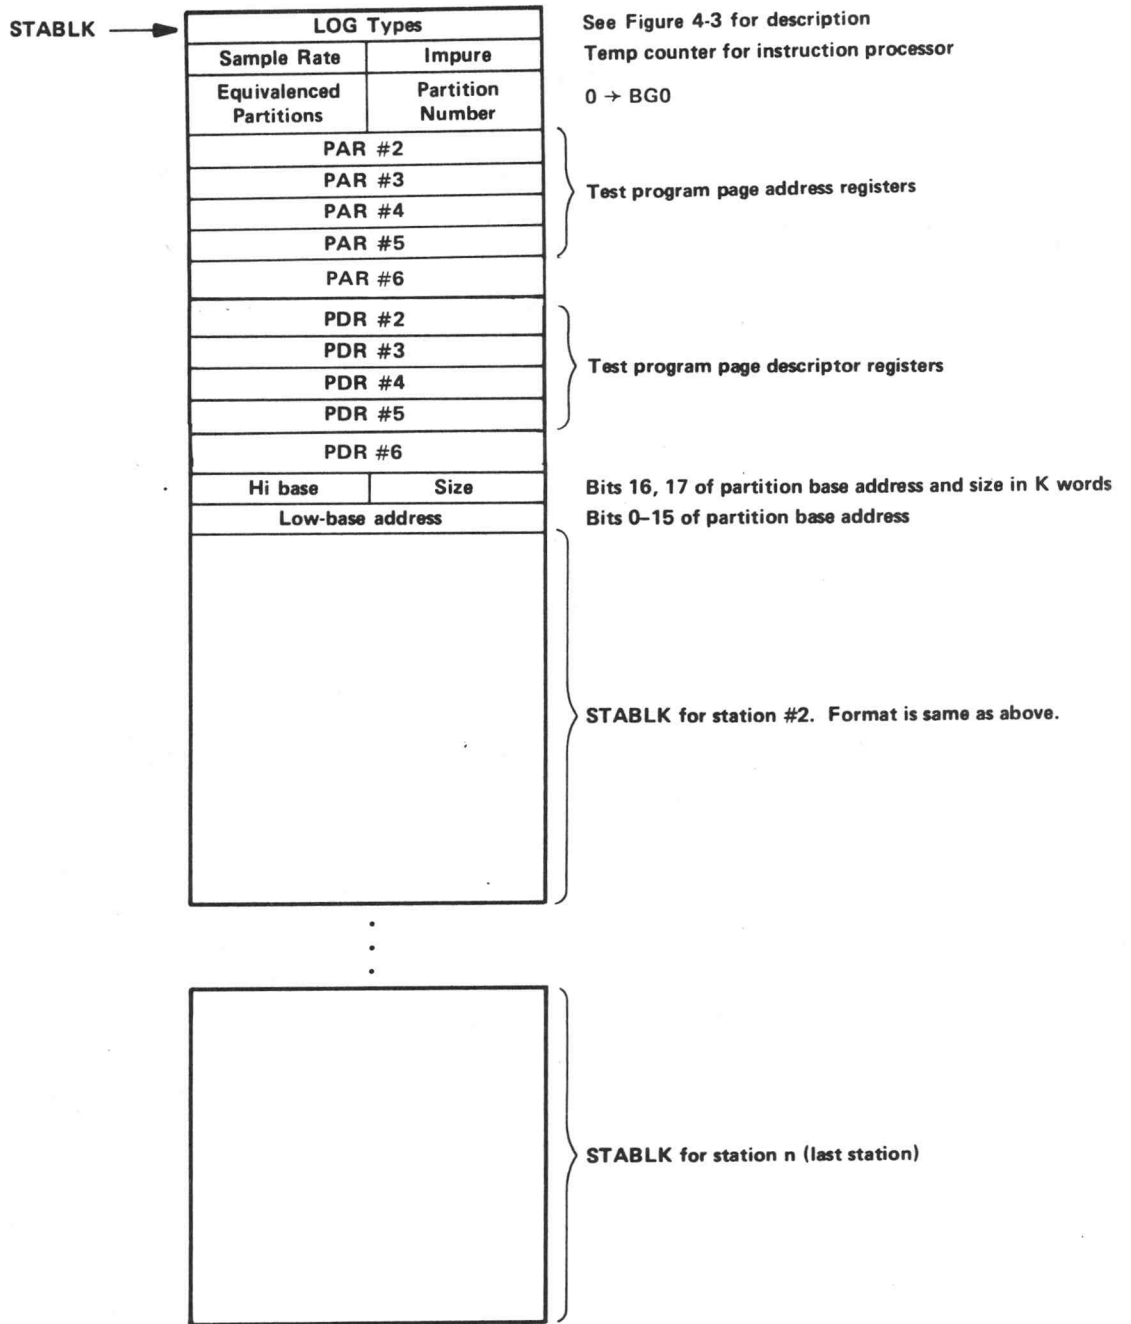 STABLK
LOG Types
See Figure 4-3 for description
Sample Rate
Impure
Temp counter for instruction processor
Equivalenced
Partitions
Partition
Number
0 → BG0
PAR #2
PAR #3
PAR #4
PAR #5
Test program page address registers
PAR #6
PDR #2
PDR #3
PDR #4
PDR #5
Test program page descriptor registers
PDR #6
Hi base
Size
Bits 16, 17 of partition base address and size in K words
Low-base address
Bits 0–15 of partition base address
STABLK for station #2. Format is same as above.
STABLK for station n (last station)